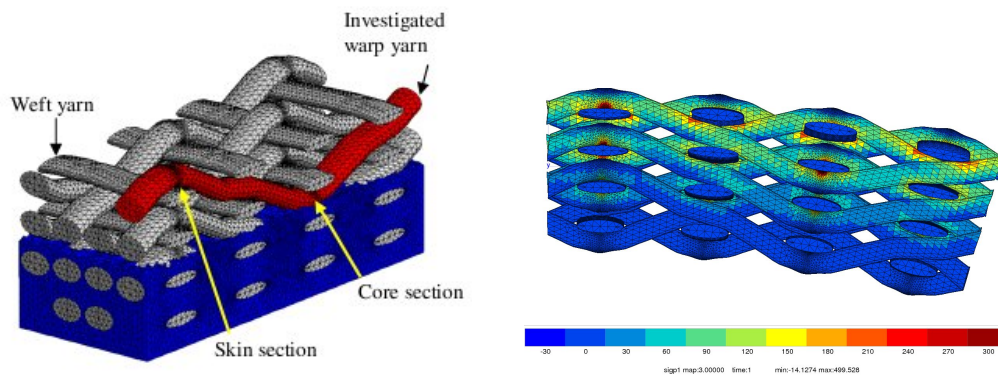 Investigated
warp yarn
Weft yarn
Core section
Skin section
y
-30 0 30 60 90 120 150 180 210 240 270 300
sigp1 map:3.00000 time:1 min:-14.1274 max:499.528